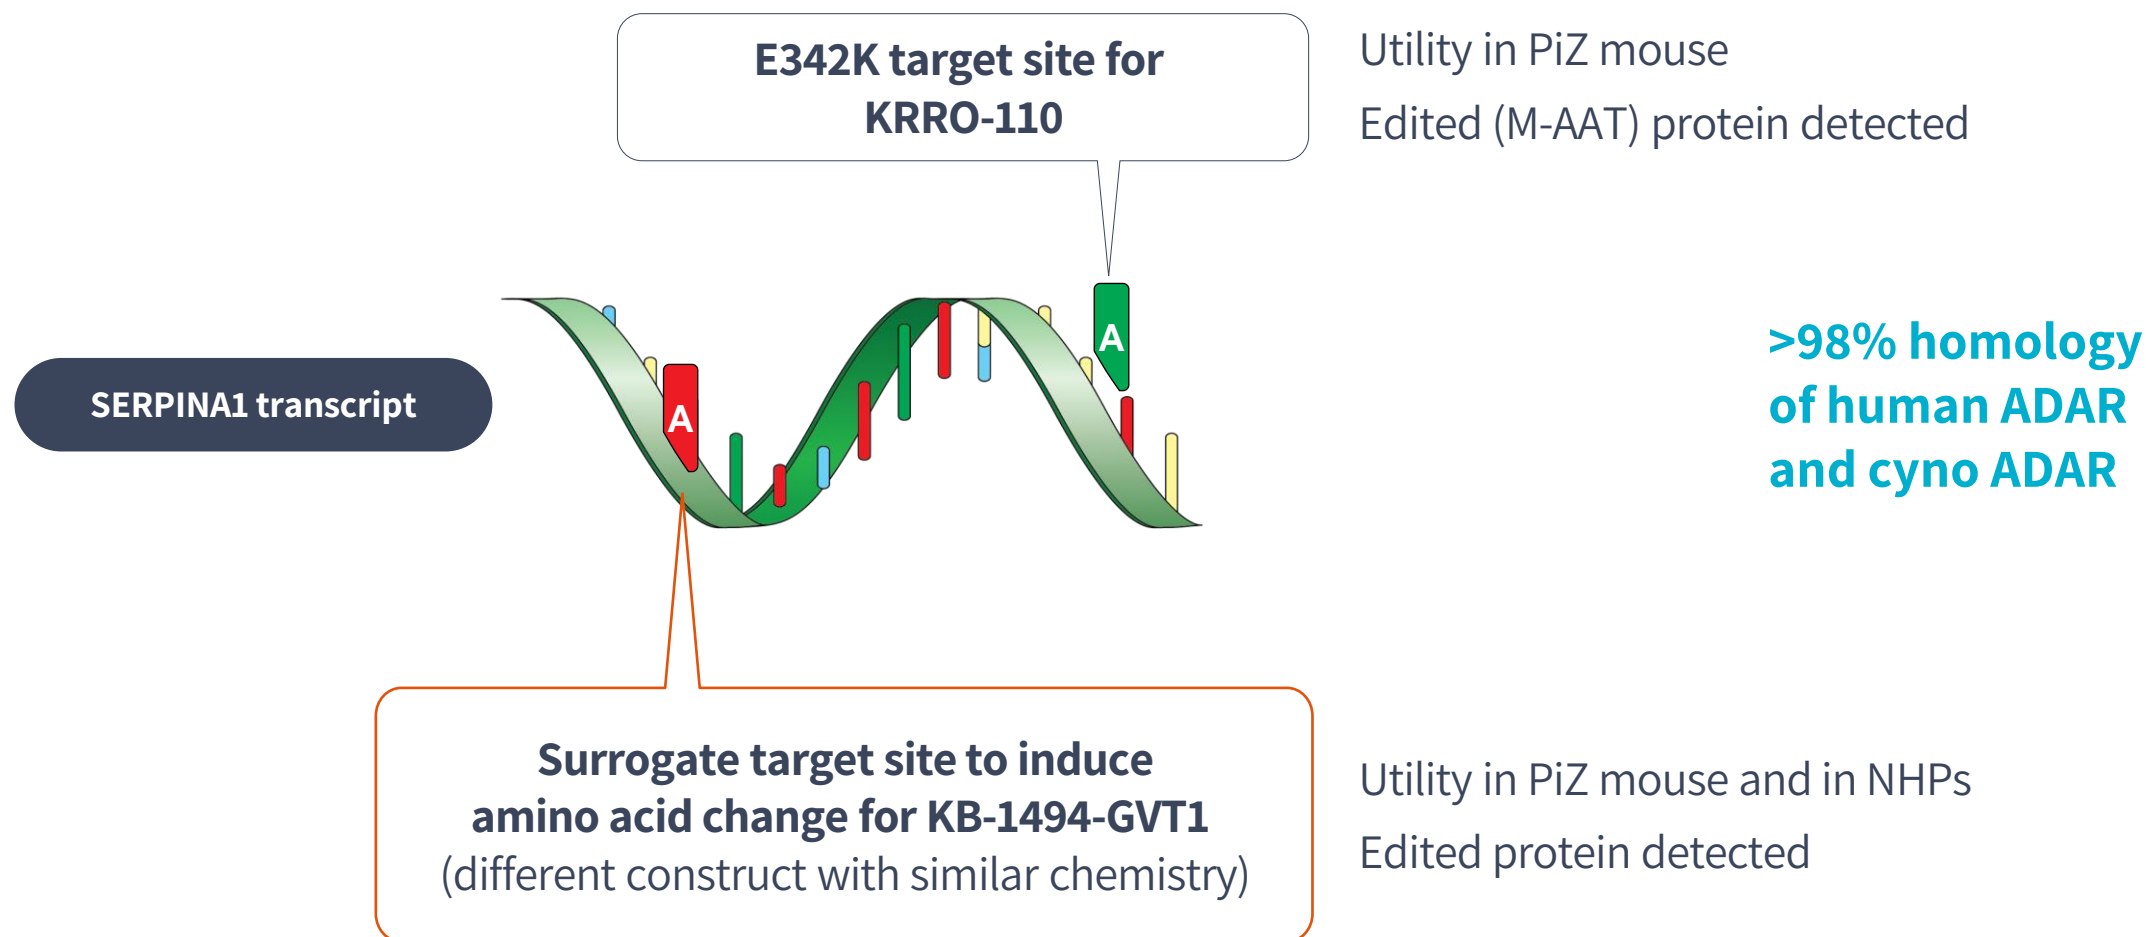 E342K target site for
KRRO-110
Utility in PiZ mouse
Edited (M-AAT) protein detected
SERPINA1 transcript
A
A
>98% homology
of human ADAR
and cyno ADAR
Surrogate target site to induce
amino acid change for KB-1494-GVT1
(different construct with similar chemistry)
Utility in PiZ mouse and in NHPs
Edited protein detected